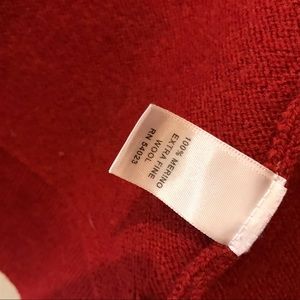 100% MERINO
EXTRA FINE
WOOL
RN 54023